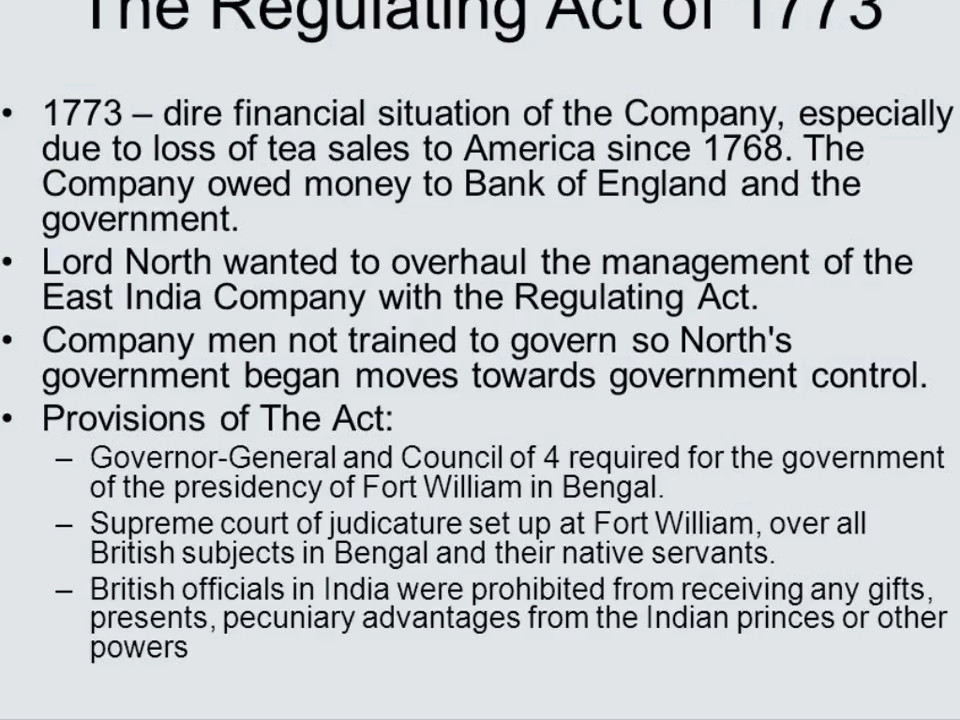 The Regulating Act of 1773
• 1773 – dire financial situation of the Company, especially
due to loss of tea sales to America since 1768. The
Company owed money to Bank of England and the
government.
• Lord North wanted to overhaul the management of the
East India Company with the Regulating Act.
• Company men not trained to govern so North's
government began moves towards government control.
• Provisions of The Act:
– Governor-General and Council of 4 required for the government
of the presidency of Fort William in Bengal.
– Supreme court of judicature set up at Fort William, over all
British subjects in Bengal and their native servants.
– British officials in India were prohibited from receiving any gifts,
presents, pecuniary advantages from the Indian princes or other
powers